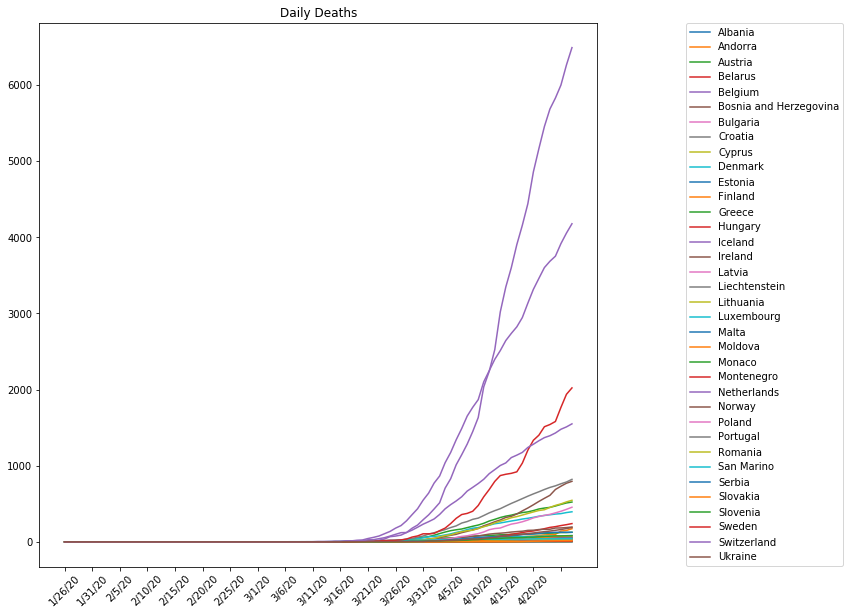 Daily Deaths
6000
5000
4000
3000
2000
1000
0
1/26/20
1/31/20
2/5/20
2/10/20
2/15/20
2/20/20
2/25/20
3/1/20
3/6/20
3/11/20
3/16/20
3/21/20
3/26/20
3/31/20
4/5/20
4/10/20
4/15/20
4/20/20
Albania
Andorra
Austria
Belarus
Belgium
Bosnia and Herzegovina
Bulgaria
Croatia
Cyprus
Denmark
Estonia
Finland
Greece
Hungary
Iceland
Ireland
Latvia
Liechtenstein
Lithuania
Luxembourg
Malta
Moldova
Monaco
Montenegro
Netherlands
Norway
Poland
Portugal
Romania
San Marino
Serbia
Slovakia
Slovenia
Sweden
Switzerland
Ukraine